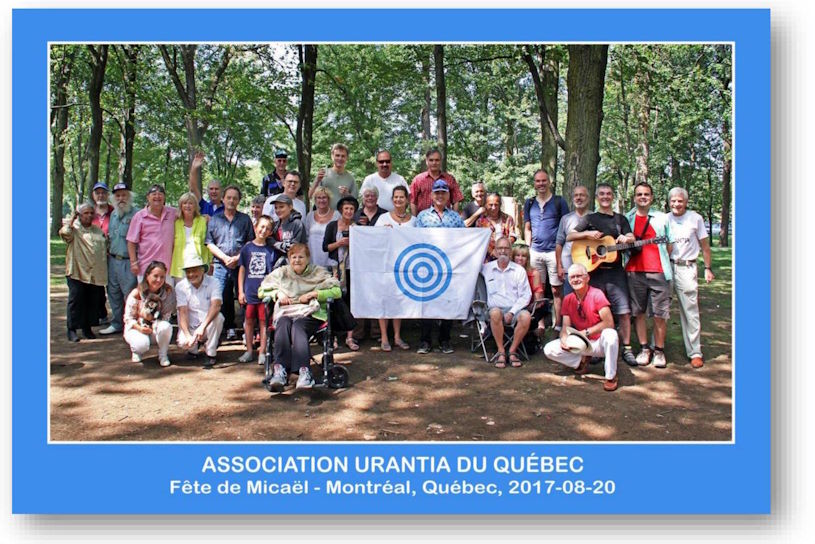 ASSOCIATION URANTIA DU QUÉBEC
Fête de Micaël - Montréal, Québec, 2017-08-20